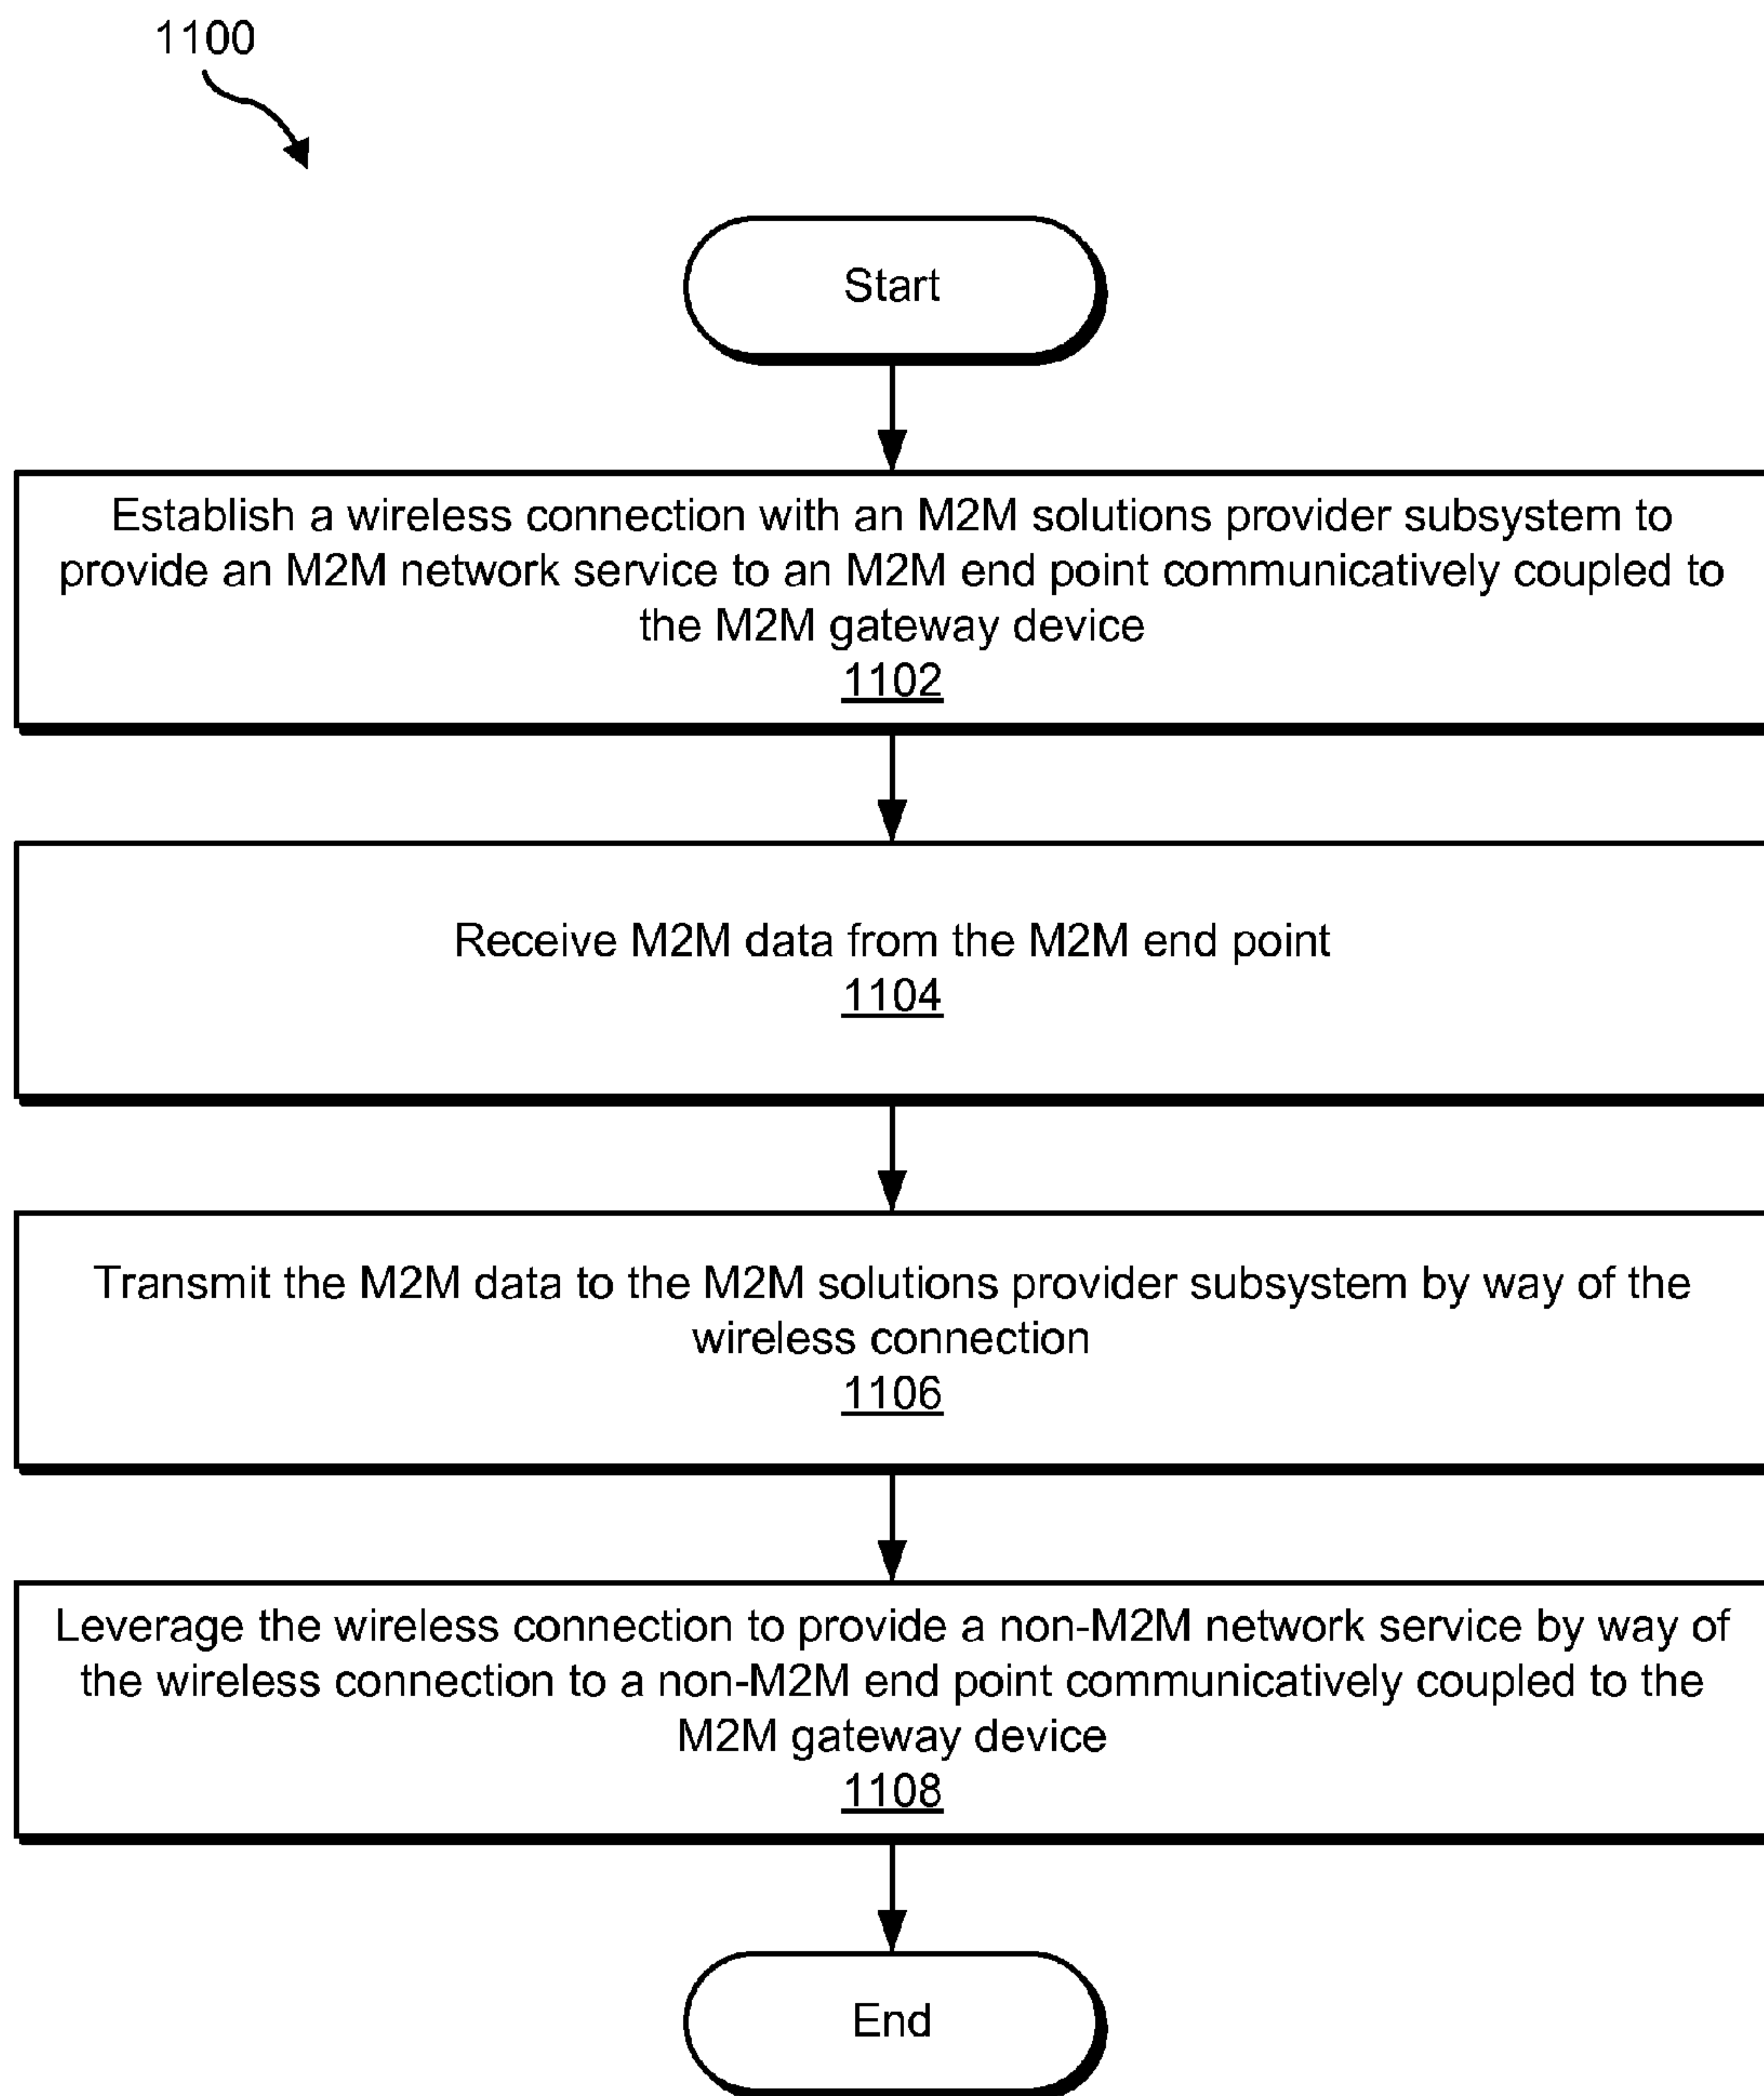 1100
Start
Establish a wireless connection with an M2M solutions provider subsystem to
provide an M2M network service to an M2M end point communicatively coupled to
the M2M gateway device
1102
Receive M2M data from the M2M end point
1104
Transmit the M2M data to the M2M solutions provider subsystem by way of the
wireless connection
1106
Leverage the wireless connection to provide a non-M2M network service by way of
the wireless connection to a non-M2M end point communicatively coupled to the
M2M gateway device
1108
End